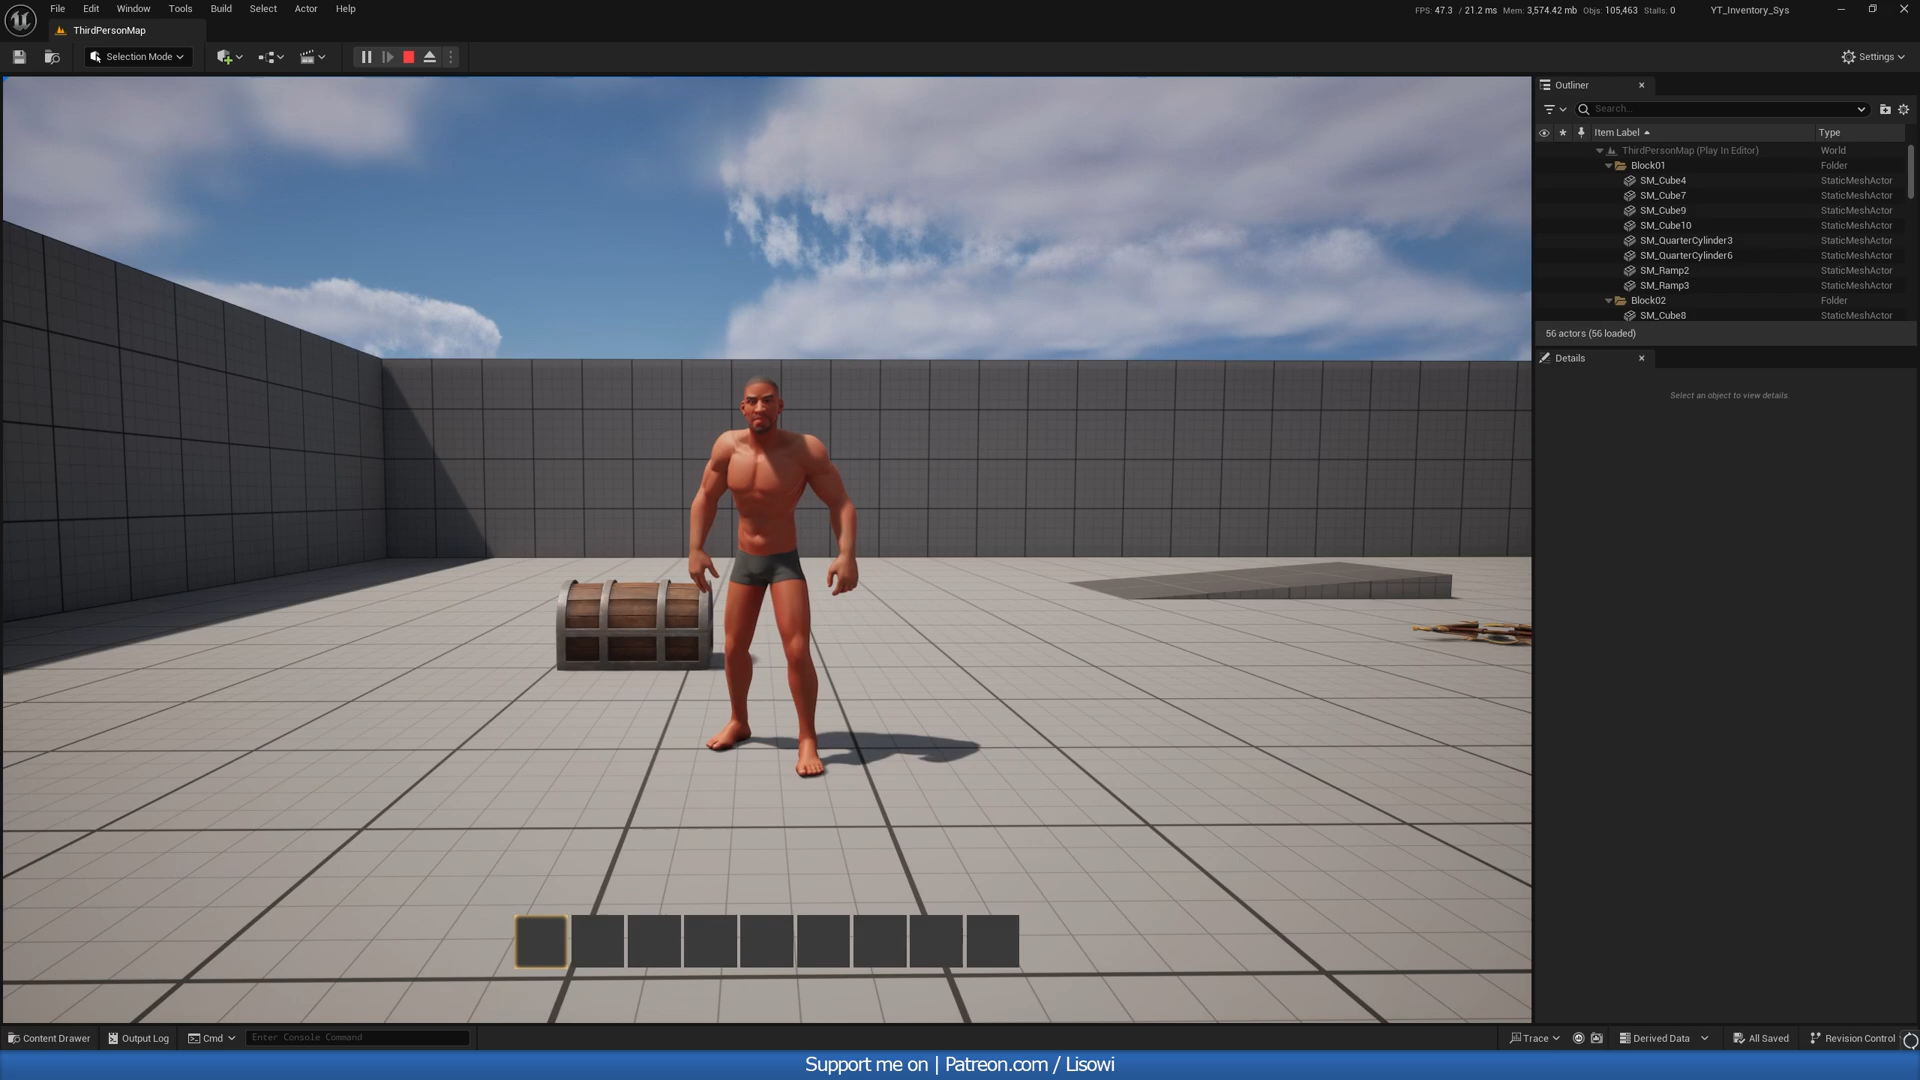 File Edit Window Tools Build Select Actor Help
FPS: 47.3 / 21.2 ms Mem: 3,574.42 mb Objs: 105,463 Stalls: 0
YT_Inventory_Sys
ThirdPersonMap
Selection Mode
Settings
Outliner
Search...
Item Label Type
ThirdPersonMap (Play In Editor) World
Block01 Folder
SM_Cube4 StaticMeshActor
SM_Cube7 StaticMeshActor
SM_Cube9 StaticMeshActor
SM_Cube10 StaticMeshActor
SM_QuarterCylinder3 StaticMeshActor
SM_QuarterCylinder6 StaticMeshActor
SM_Ramp2 StaticMeshActor
SM_Ramp3 StaticMeshActor
Block02 Folder
SM_Cube8 StaticMeshActor
56 actors (56 loaded)
Details
Select an object to view details.
Content Drawer Output Log Cmd Enter Console Command
Trace Derived Data All Saved Revision Control
Support me on | Patreon.com / Lisowi